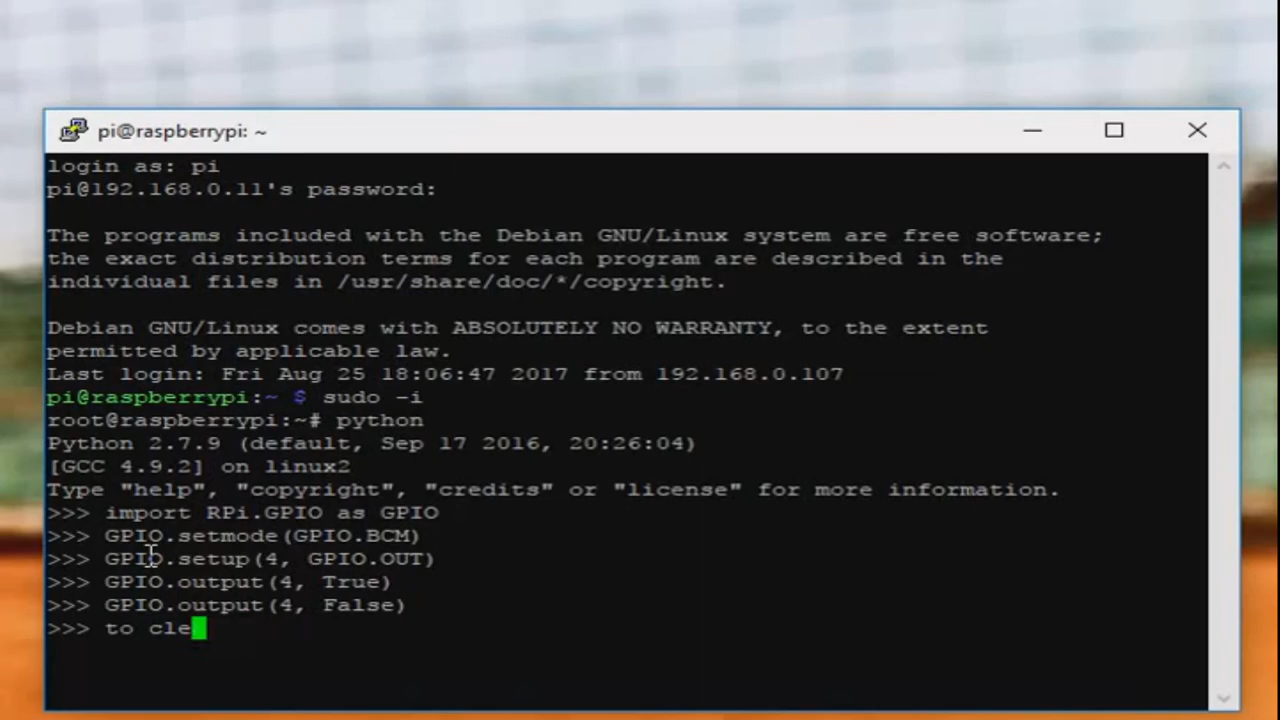 pi@raspberrypi: ~
login as: pi
pi@192.168.0.11's password:
The programs included with the Debian GNU/Linux system are free software;
the exact distribution terms for each program are described in the
individual files in /usr/share/doc/*/copyright.
Debian GNU/Linux comes with ABSOLUTELY NO WARRANTY, to the extent
permitted by applicable law.
Last login: Fri Aug 25 18:06:47 2017 from 192.168.0.107
pi@raspberrypi:~ $ sudo -i
root@raspberrypi:~# python
Python 2.7.9 (default, Sep 17 2016, 20:26:04)
[GCC 4.9.2] on linux2
Type "help", "copyright", "credits" or "license" for more information.
>>> import RPi.GPIO as GPIO
>>> GPIO.setmode(GPIO.BCM)
>>> GPIO.setup(4, GPIO.OUT)
>>> GPIO.output(4, True)
>>> GPIO.output(4, False)
>>> to cle